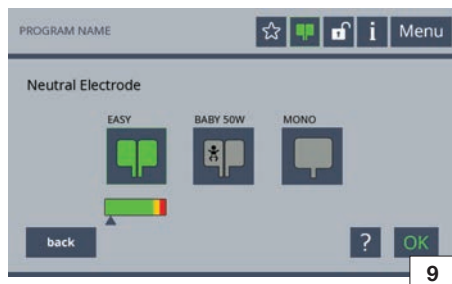 PROGRAM NAME
i Menu
Neutral Electrode
EASY BABY 50W MONO
back ? OK
9